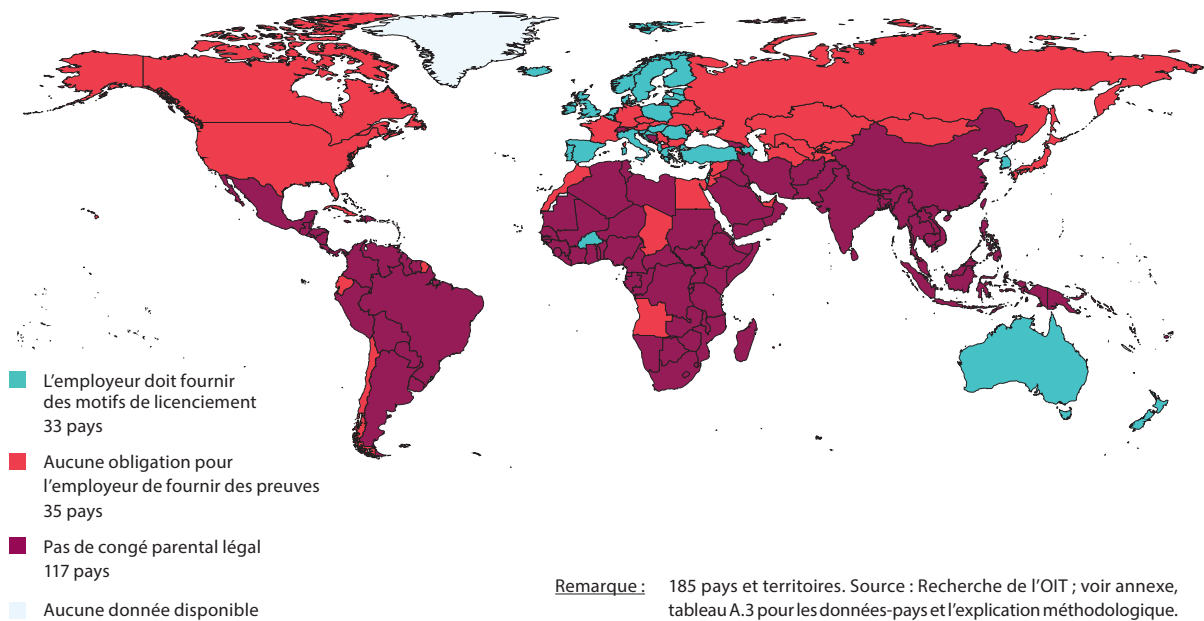 L'employeur doit fournir
des motifs de licenciement
33 pays
Aucune obligation pour
l'employeur de fournir des preuves
35 pays
Pas de congé parental légal
117 pays
Aucune donnée disponible
Remarque : 185 pays et territoires. Source : Recherche de l'OIT ; voir annexe,
tableau A.3 pour les données-pays et l'explication méthodologique.